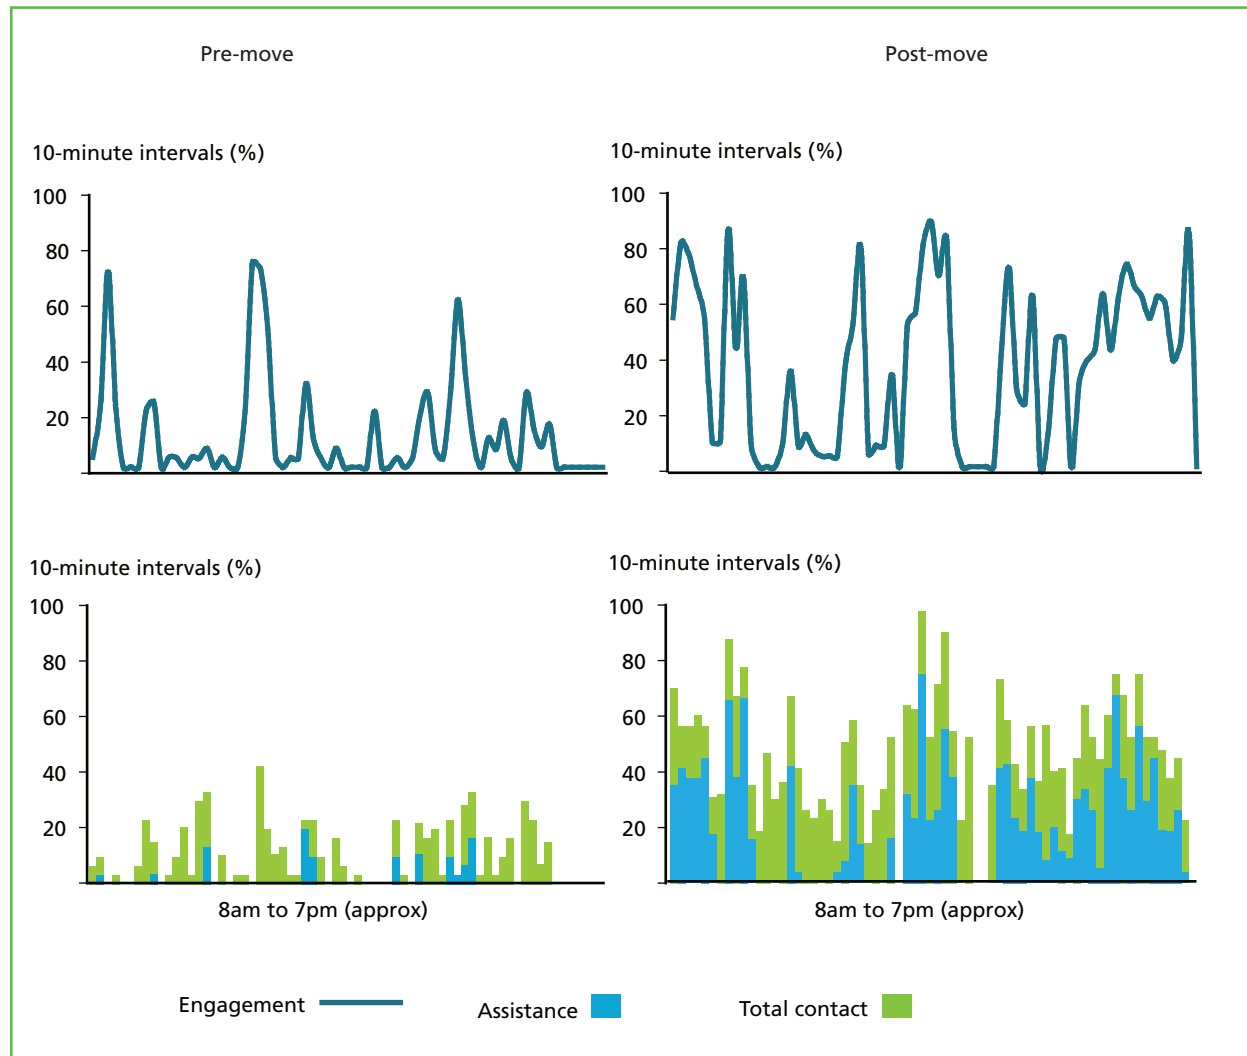 Pre-move
Post-move
10-minute intervals (%)
10-minute intervals (%)
100
80
60
40
20
100
80
60
40
20
10-minute intervals (%)
10-minute intervals (%)
100
80
60
40
20
100
80
60
40
20
8am to 7pm (approx)
8am to 7pm (approx)
Engagement
Assistance
Total contact